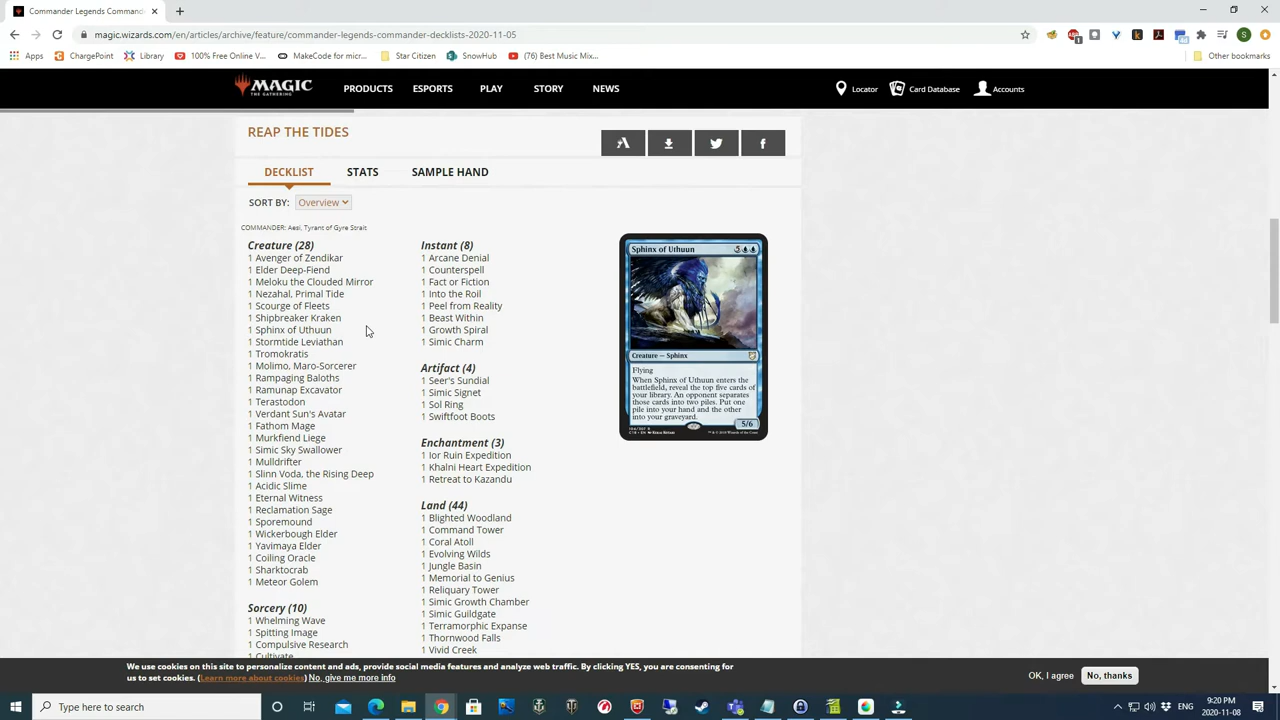 Commander Legends Comman
magic.wizards.com/en/articles/archive/feature/commander-legends-commander-decklists-2020-11-05
Apps
ChargePoint
Library
100% Free Online V...
MakeCode for micr...
Star Citizen
SnowHub
(76) Best Music Mix...
Other bookmarks
MAGIC
THE GATHERING
PRODUCTS
ESPORTS
PLAY
STORY
NEWS
Locator
Card Database
Accounts
REAP THE TIDES
DECKLIST
STATS
SAMPLE HAND
SORT BY: Overview
COMMANDER: Aesi, Tyrant of Gyre Strait
Creature (28)
1 Avenger of Zendikar
1 Elder Deep-Fiend
1 Meloku the Clouded Mirror
1 Nezahal, Primal Tide
1 Scourge of Fleets
1 Shipbreaker Kraken
1 Sphinx of Uthuun
1 Stormtide Leviathan
1 Tromokratis
1 Molimo, Maro-Sorcerer
1 Rampaging Baloths
1 Ramunap Excavator
1 Terastodon
1 Verdant Sun's Avatar
1 Fathom Mage
1 Murkfiend Liege
1 Simic Sky Swallower
1 Mulldrifter
1 Slinn Voda, the Rising Deep
1 Acidic Slime
1 Eternal Witness
1 Reclamation Sage
1 Sporemound
1 Wickerbough Elder
1 Yavimaya Elder
1 Coiling Oracle
1 Sharktocrab
1 Meteor Golem
Sorcery (10)
1 Whelming Wave
1 Spitting Image
1 Compulsive Research
1 Cultivate
Instant (8)
1 Arcane Denial
1 Counterspell
1 Fact or Fiction
1 Into the Roil
1 Peel from Reality
1 Beast Within
1 Growth Spiral
1 Simic Charm
Artifact (4)
1 Seer's Sundial
1 Simic Signet
1 Sol Ring
1 Swiftfoot Boots
Enchantment (3)
1 Ior Ruin Expedition
1 Khalni Heart Expedition
1 Retreat to Kazandu
Land (44)
1 Blighted Woodland
1 Command Tower
1 Coral Atoll
1 Evolving Wilds
1 Jungle Basin
1 Memorial to Genius
1 Reliquary Tower
1 Simic Growth Chamber
1 Simic Guildgate
1 Terramorphic Expanse
1 Thornwood Falls
1 Vivid Creek
Sphinx of Uthuun
5
Creature — Sphinx
Flying
When Sphinx of Uthuun enters the
battlefield, reveal the top five cards of
your library. An opponent separates
those cards into two piles. Put one
pile into your hand and the other
into your graveyard.
5/6
We use cookies on this site to personalize content and ads, provide social media features and analyze web traffic. By clicking YES, you are consenting for
us to set cookies. (Learn more about cookies) No, give me more info
OK, I agree
No, thanks
Type here to search
ENG
9:20 PM
2020-11-08